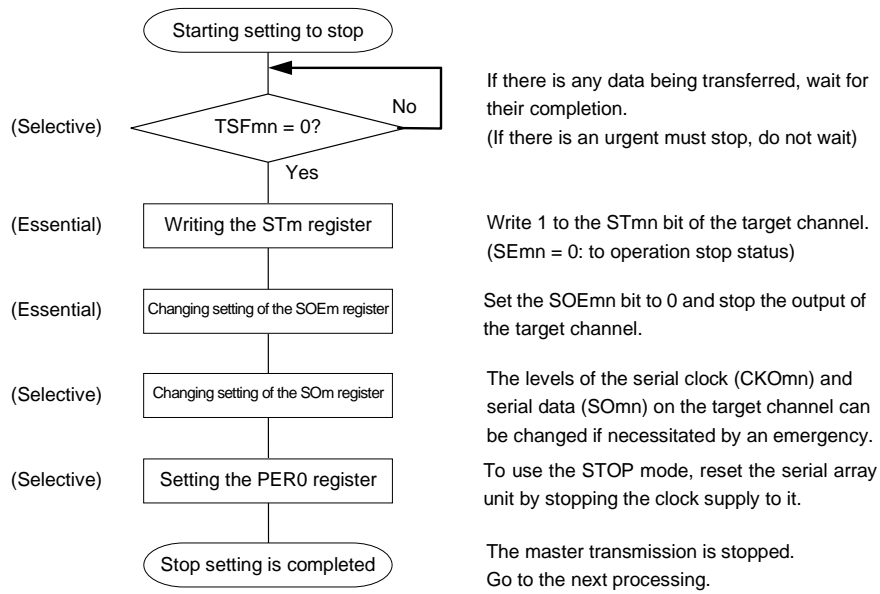 Starting setting to stop
If there is any data being transferred, wait for
their completion.
(If there is an urgent must stop, do not wait)
(Selective)
TSFmn = 0?
No
Yes
(Essential)
Writing the STm register
Write 1 to the STmn bit of the target channel.
(SEmn = 0: to operation stop status)
(Essential)
Changing setting of the SOEm register
Set the SOEmn bit to 0 and stop the output of
the target channel.
(Selective)
Changing setting of the SOm register
The levels of the serial clock (CKOmn) and
serial data (SOmn) on the target channel can
be changed if necessitated by an emergency.
(Selective)
Setting the PER0 register
To use the STOP mode, reset the serial array
unit by stopping the clock supply to it.
Stop setting is completed
The master transmission is stopped.
Go to the next processing.